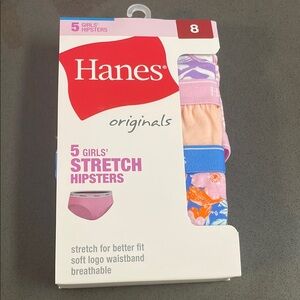 5 GIRLS'
HIPSTERS
8
Hanes®
originals
5 GIRLS'
STRETCH
HIPSTERS
stretch for better fit
soft logo waistband
breathable